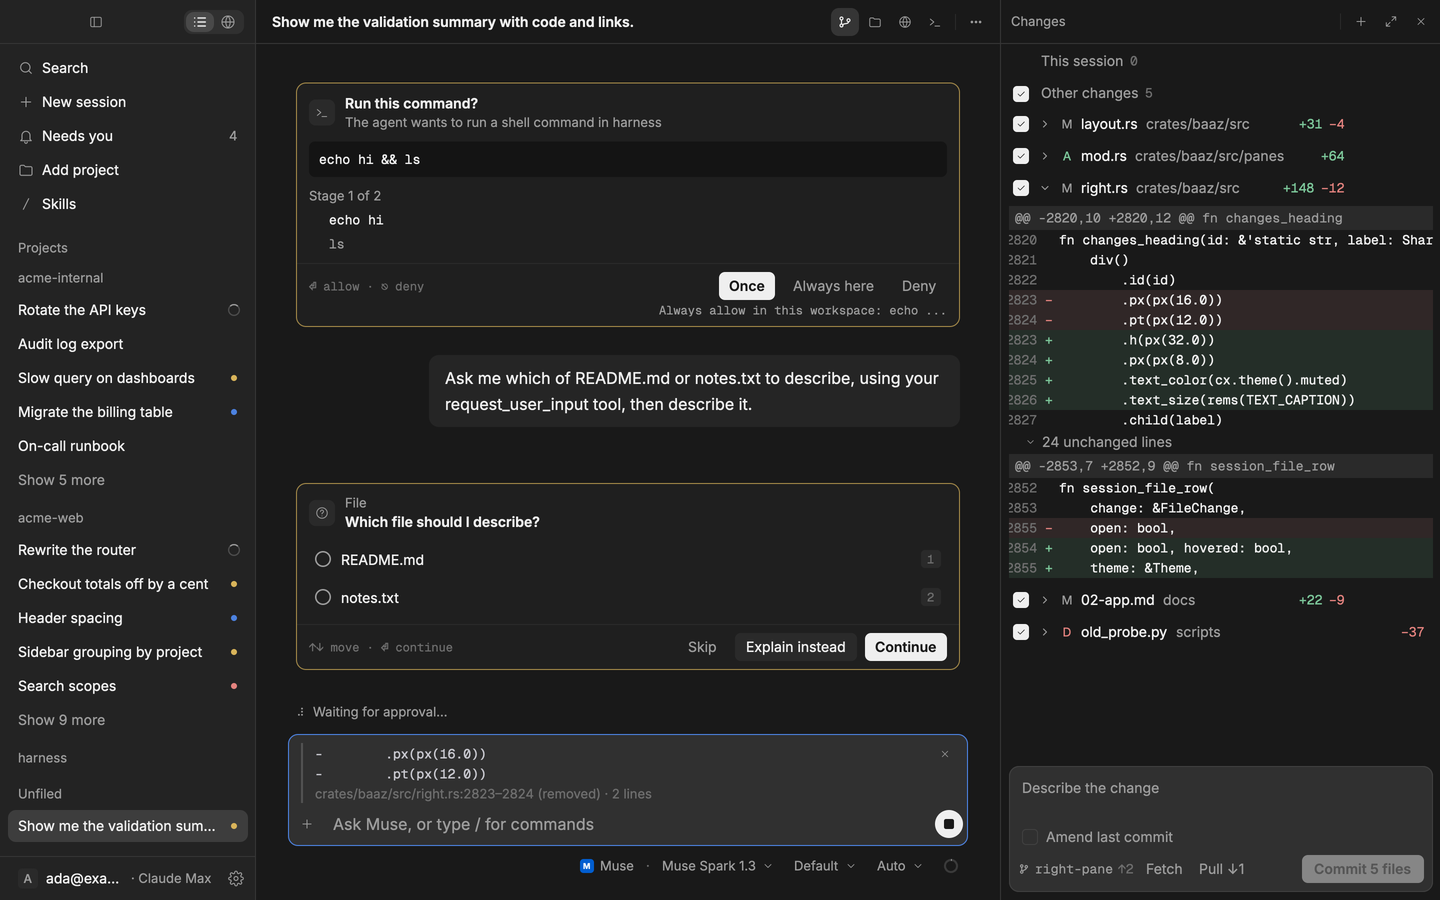 Search
New session
Needs you 4
Add project
Skills
Projects
acme-internal
Rotate the API keys
Audit log export
Slow query on dashboards
Migrate the billing table
On-call runbook
Show 5 more
acme-web
Rewrite the router
Checkout totals off by a cent
Header spacing
Sidebar grouping by project
Search scopes
Show 9 more
harness
Unfiled
Show me the validation sum...
A ada@exa... · Claude Max
Show me the validation summary with code and links.
Run this command?
The agent wants to run a shell command in harness
echo hi && ls
Stage 1 of 2
echo hi
ls
allow · deny
Once Always here Deny
Always allow in this workspace: echo ...
Ask me which of README.md or notes.txt to describe, using your
request_user_input tool, then describe it.
File
Which file should I describe?
README.md 1
notes.txt 2
↑↓ move · continue
Skip Explain instead Continue
Waiting for approval...
- .px(px(16.0))
- .pt(px(12.0))
crates/baaz/src/right.rs:2823–2824 (removed) · 2 lines
+ Ask Muse, or type / for commands
M Muse · Muse Spark 1.3 Default Auto
Changes
This session 0
Other changes 5
M layout.rs crates/baaz/src +31 −4
A mod.rs crates/baaz/src/panes +64
M right.rs crates/baaz/src +148 −12
@@ -2820,10 +2820,12 @@ fn changes_heading
2820 fn changes_heading(id: &'static str, label: Shar
2821 div()
2822 .id(id)
2823 - .px(px(16.0))
2824 - .pt(px(12.0))
2823 + .h(px(32.0))
2824 + .px(px(8.0))
2825 + .text_color(cx.theme().muted)
2826 + .text_size(rems(TEXT_CAPTION))
2827 .child(label)
24 unchanged lines
@@ -2853,7 +2852,9 @@ fn session_file_row
2852 fn session_file_row(
2853 change: &FileChange,
2855 - open: bool,
2854 + open: bool, hovered: bool,
2855 + theme: &Theme,
M 02-app.md docs +22 −9
D old_probe.py scripts −37
Describe the change
Amend last commit
right-pane ↑2 Fetch Pull ↓1 Commit 5 files